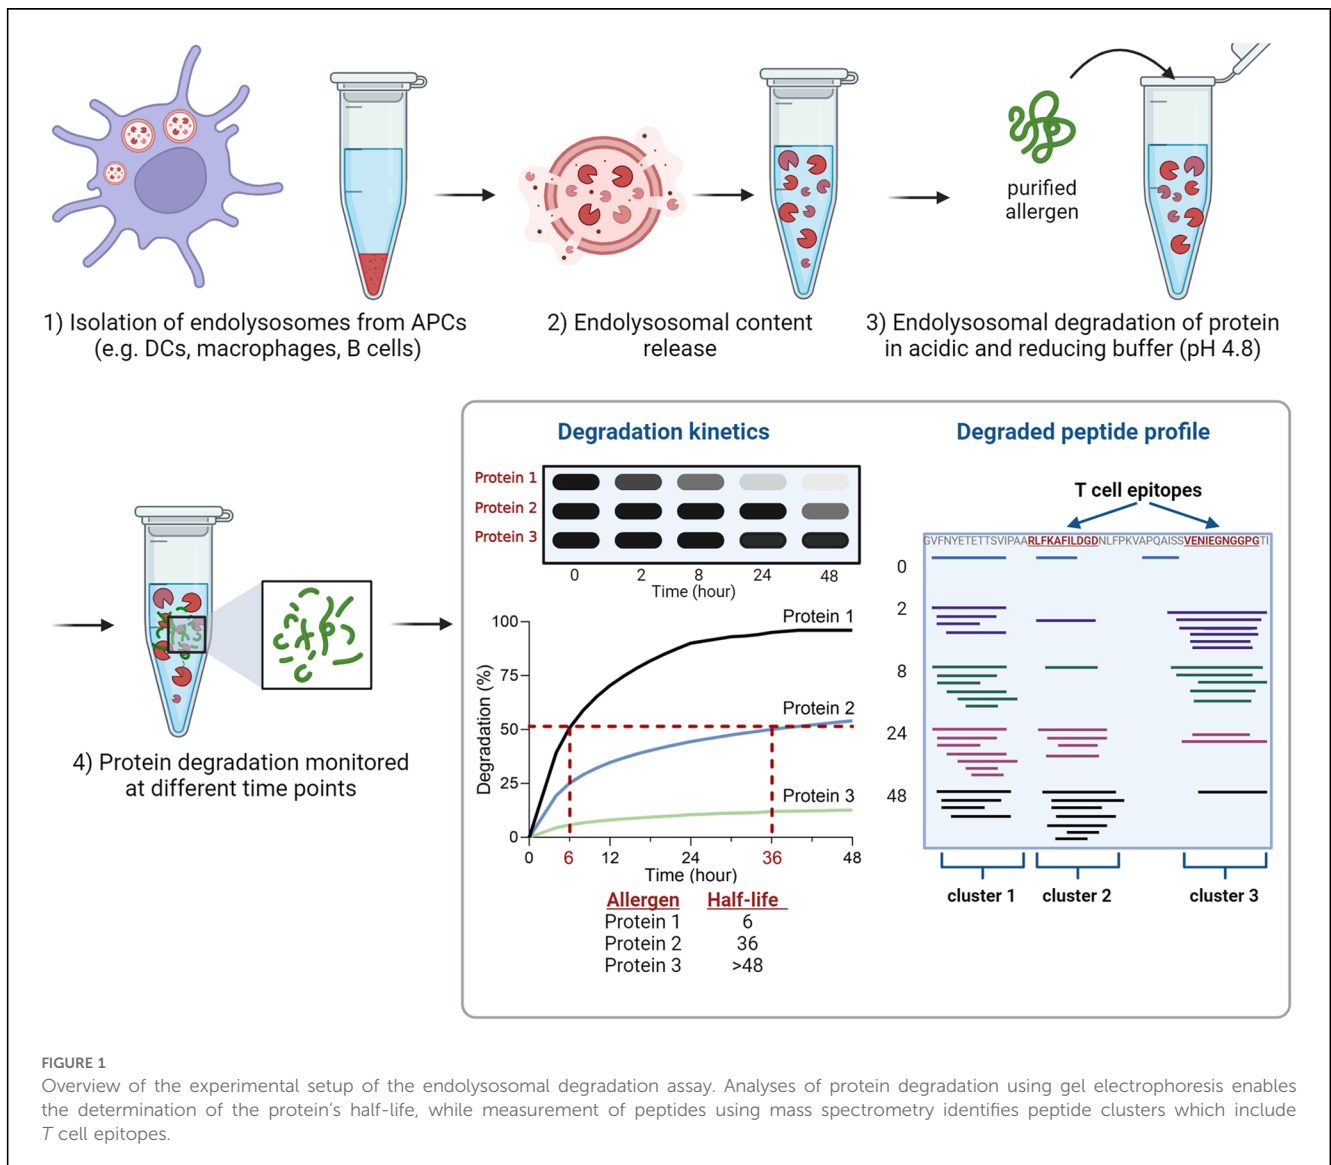 purified
allergen
1) Isolation of endolysosomes from APCs
(e.g. DCs, macrophages, B cells)
2) Endolysosomal content
release
3) Endolysosomal degradation of protein
in acidic and reducing buffer (pH 4.8)
4) Protein degradation monitored
at different time points
Degradation kinetics
Protein 1
Protein 2
Protein 3
0 2 8 24 48
Time (hour)
Degradation (%)
100
75
50
25
0
Protein 1
Protein 2
Protein 3
0 6 12 24 36 48
Time (hour)
Allergen Half-life
Protein 1 6
Protein 2 36
Protein 3 >48
Degraded peptide profile
T cell epitopes
GVFNYETETTSVIPAARLFKAFILDGDNLFPKVAPQAISSVENIEGNGGPGTI
0
2
8
24
48
cluster 1 cluster 2 cluster 3
FIGURE 1
Overview of the experimental setup of the endolysosomal degradation assay. Analyses of protein degradation using gel electrophoresis enables
the determination of the protein's half-life, while measurement of peptides using mass spectrometry identifies peptide clusters which include
T cell epitopes.